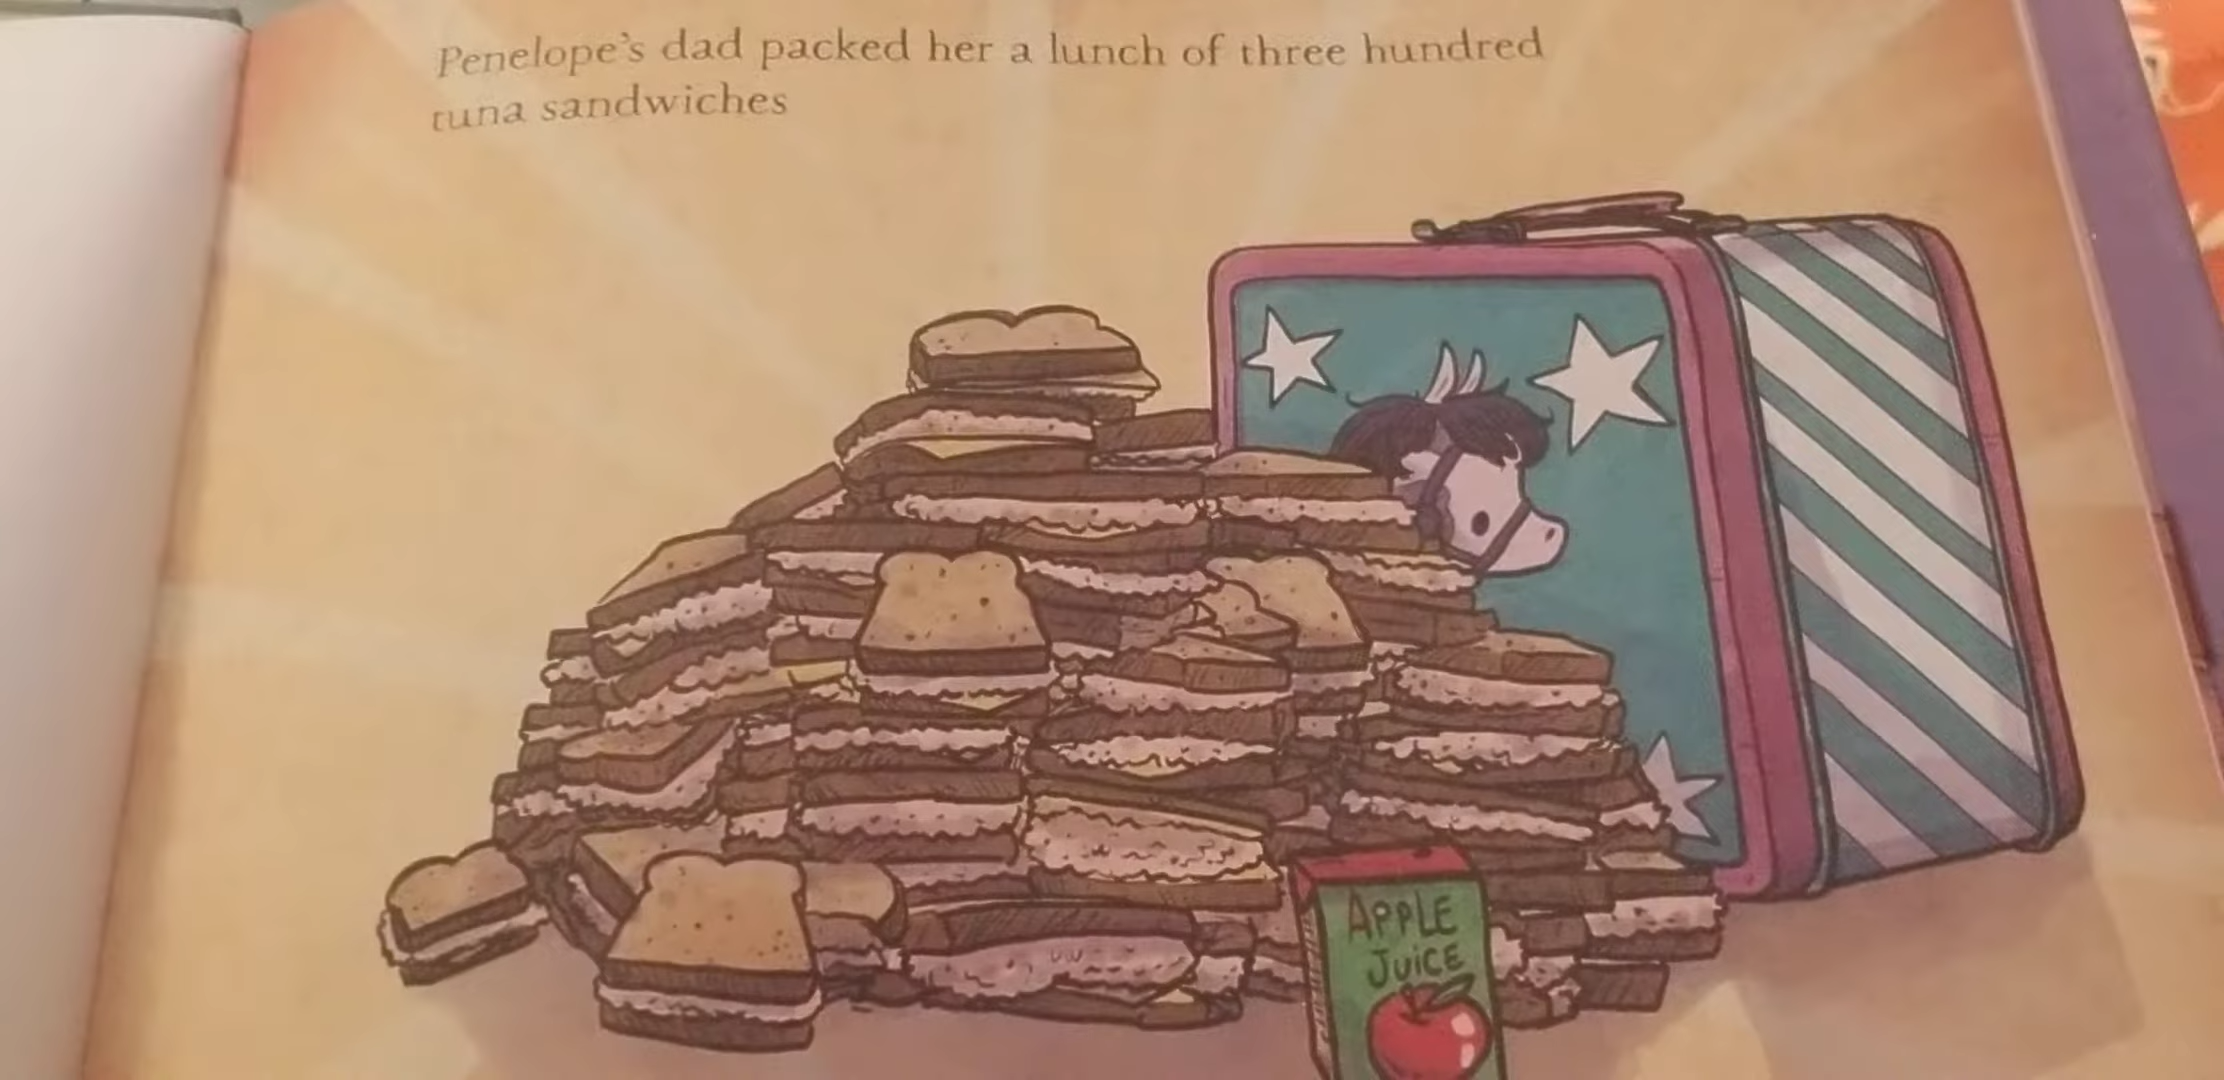 Penelope's dad packed her a lunch of three hundred
tuna sandwiches
APPLE
JUiCE